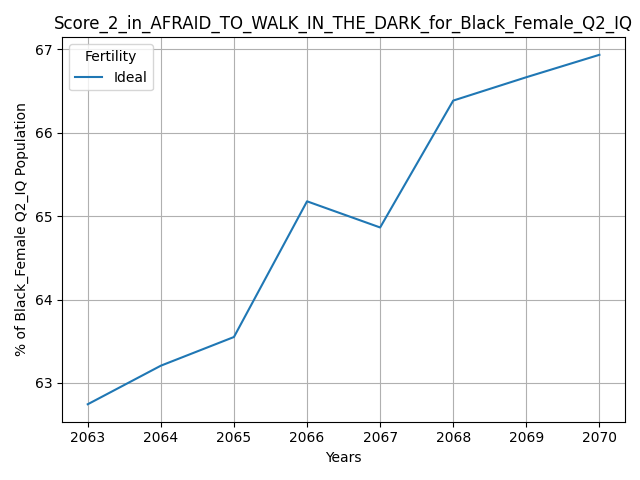 Score_2_in_AFRAID_TO_WALK_IN_THE_DARK_for_Black_Female_Q2_IQ
Fertility
Ideal
% of Black_Female Q2_IQ Population
67
66
65
64
63
2063 2064 2065 2066 2067 2068 2069 2070
Years